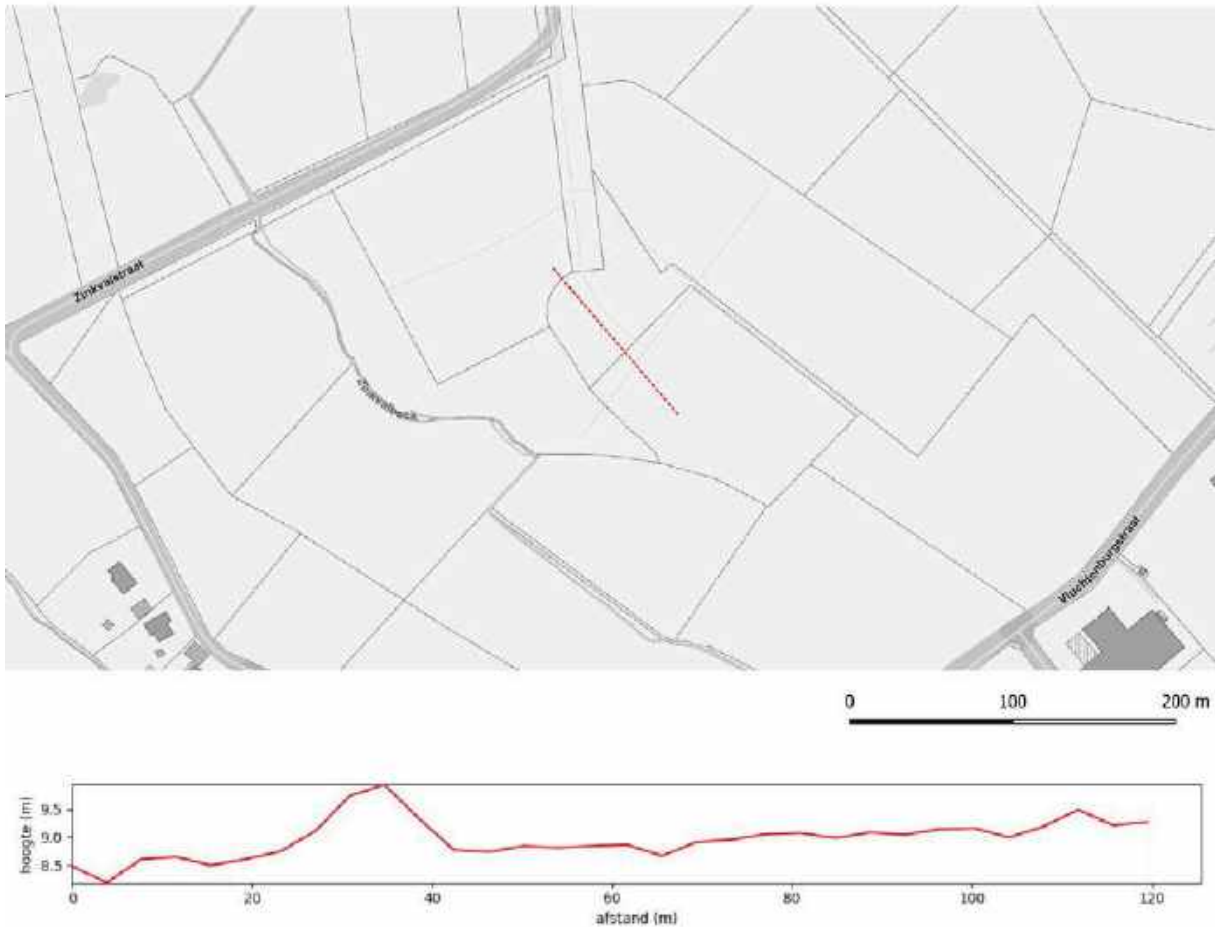 Zinkvalstraat
Zinkvalbeek
Vluchtenburgstraat
0 100 200 m
hoogte (m)
9.5
9.0
8.5
0 20 40 60 80 100 120
afstand (m)